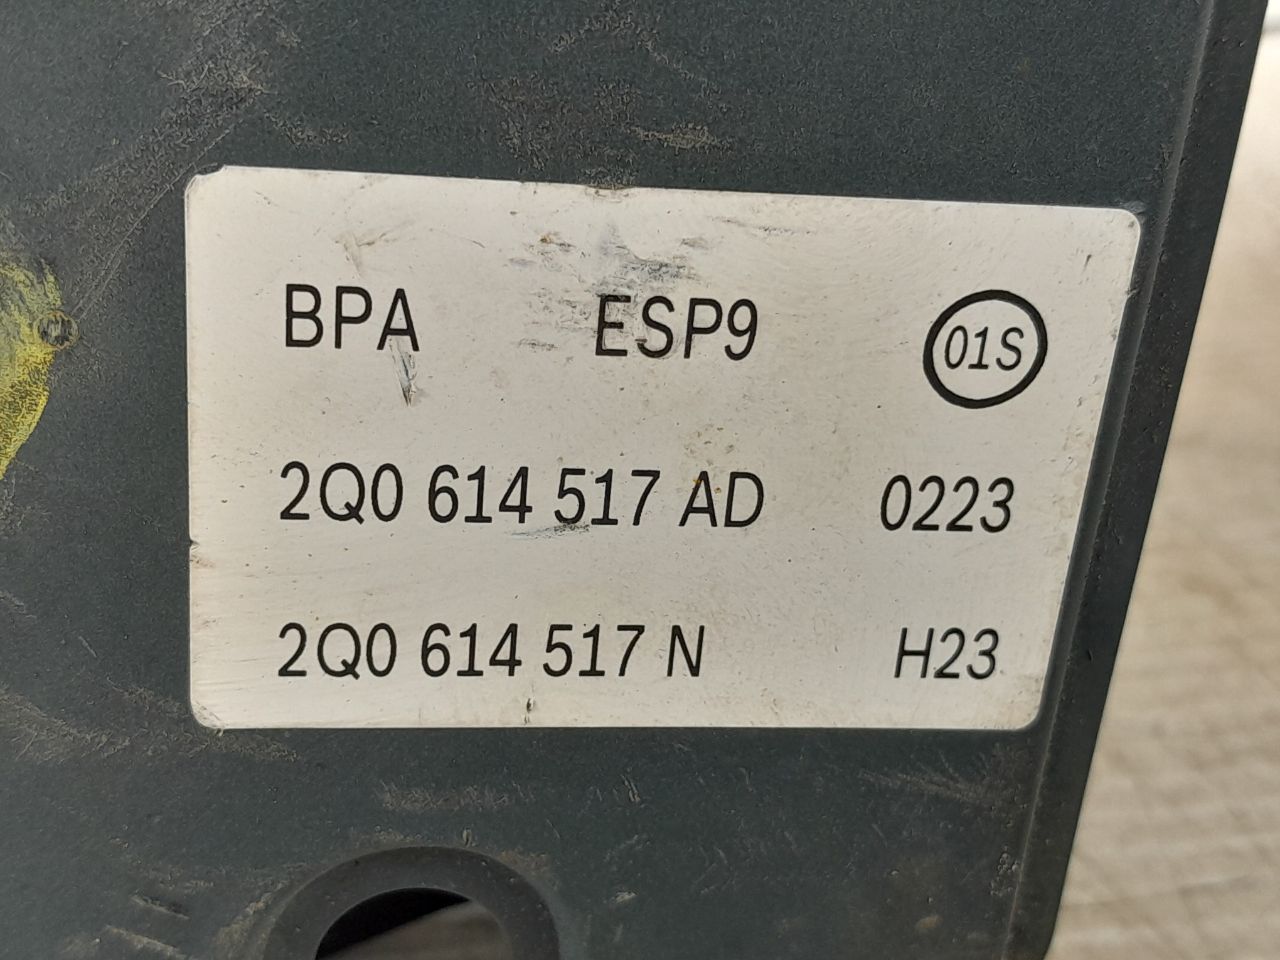 BPA ESP9 01S
2Q0 614 517 AD 0223
2Q0 614 517 N H23